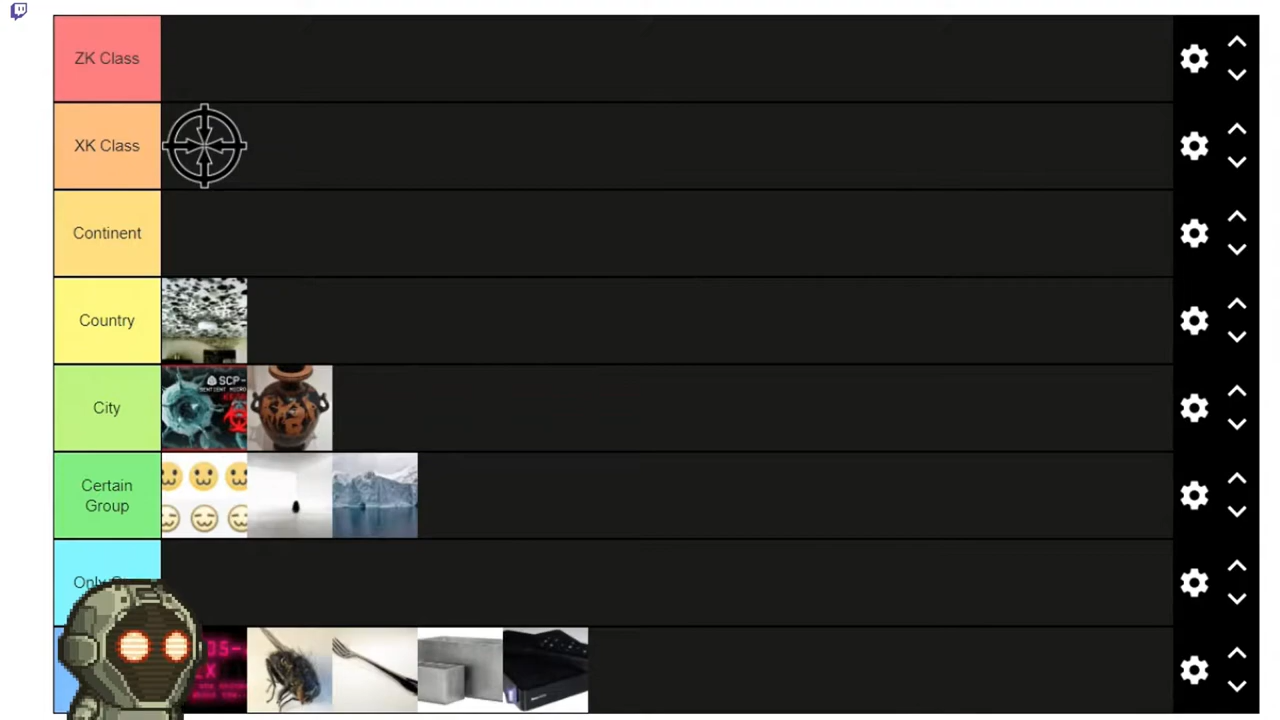 ZK Class
XK Class
Continent
Country
SCP-
City
Certain
Group